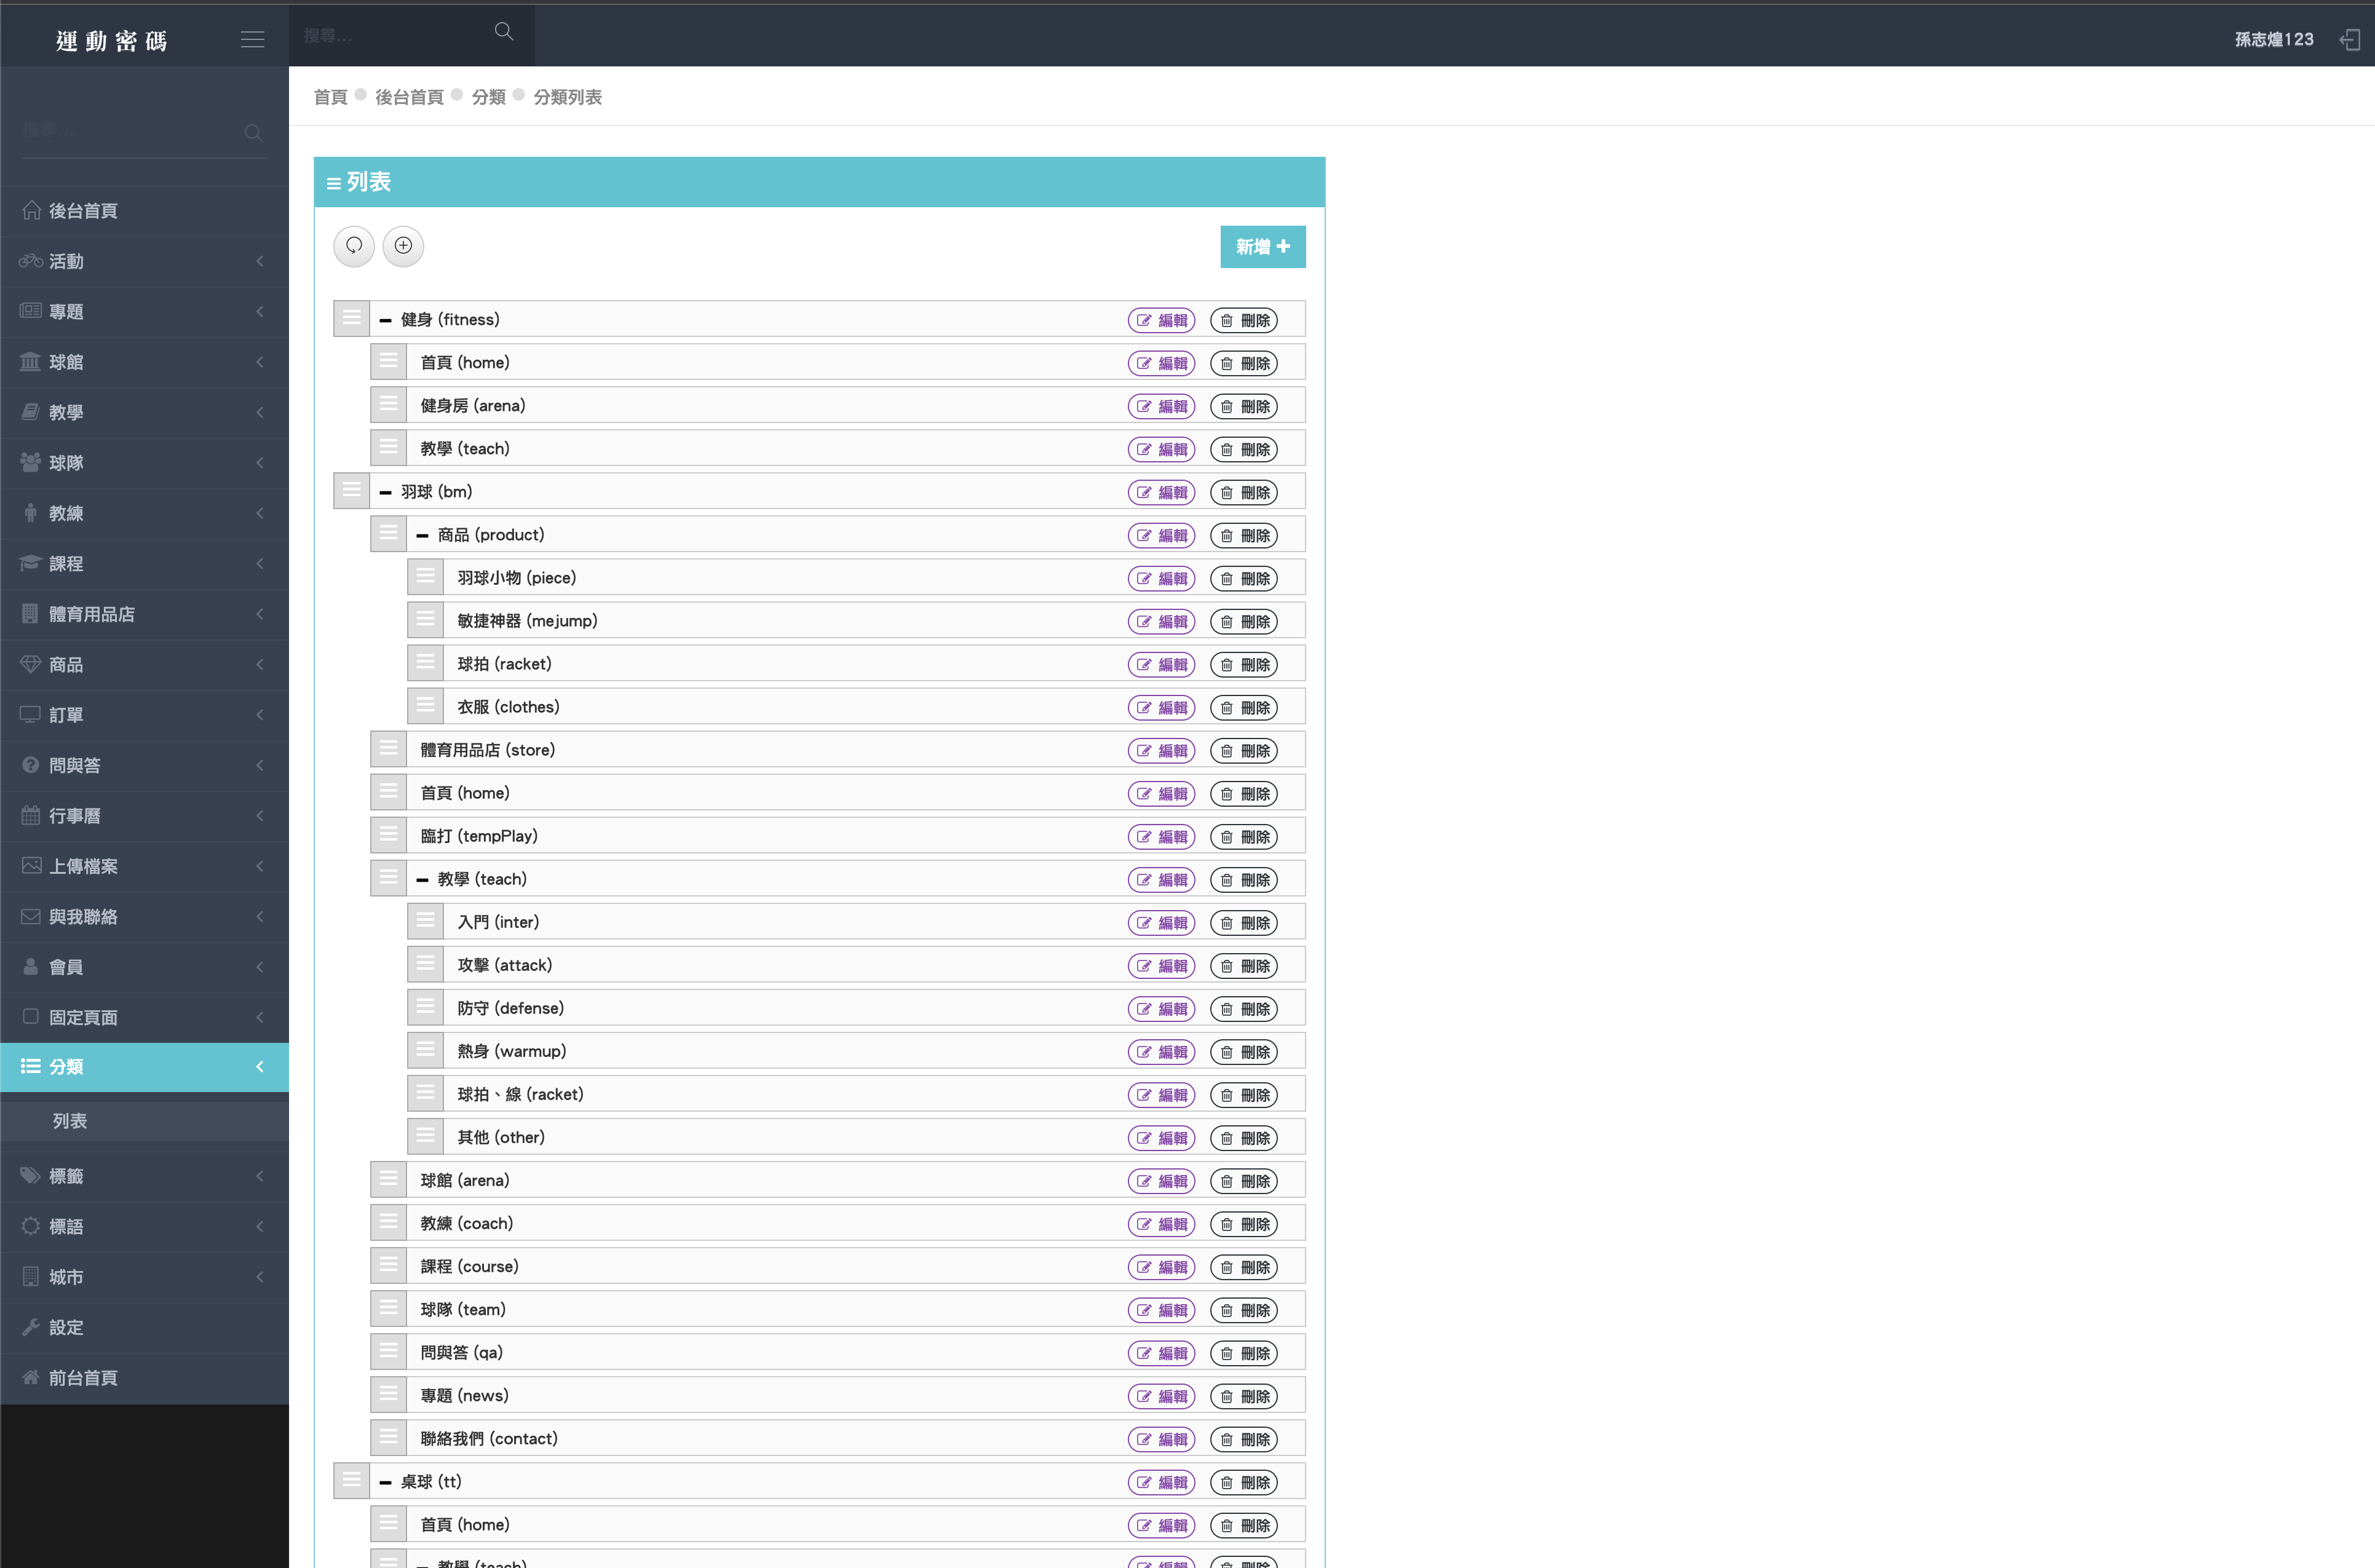 運動密碼
搜尋...
孫志煌123
首頁 後台首頁 分類 分類列表
搜尋...
後台首頁
活動
專題
球館
教學
球隊
教練
課程
體育用品店
商品
訂單
問與答
行事曆
上傳檔案
與我聯絡
會員
固定頁面
分類
列表
標籤
標語
城市
設定
前台首頁
列表
新增
健身 (fitness) 編輯 刪除
首頁 (home) 編輯 刪除
健身房 (arena) 編輯 刪除
教學 (teach) 編輯 刪除
羽球 (bm) 編輯 刪除
商品 (product) 編輯 刪除
羽球小物 (piece) 編輯 刪除
敏捷神器 (mejump) 編輯 刪除
球拍 (racket) 編輯 刪除
衣服 (clothes) 編輯 刪除
體育用品店 (store) 編輯 刪除
首頁 (home) 編輯 刪除
臨打 (tempPlay) 編輯 刪除
教學 (teach) 編輯 刪除
入門 (inter) 編輯 刪除
攻擊 (attack) 編輯 刪除
防守 (defense) 編輯 刪除
熱身 (warmup) 編輯 刪除
球拍、線 (racket) 編輯 刪除
其他 (other) 編輯 刪除
球館 (arena) 編輯 刪除
教練 (coach) 編輯 刪除
課程 (course) 編輯 刪除
球隊 (team) 編輯 刪除
問與答 (qa) 編輯 刪除
專題 (news) 編輯 刪除
聯絡我們 (contact) 編輯 刪除
桌球 (tt) 編輯 刪除
首頁 (home) 編輯 刪除
教學 (teach) 編輯 刪除